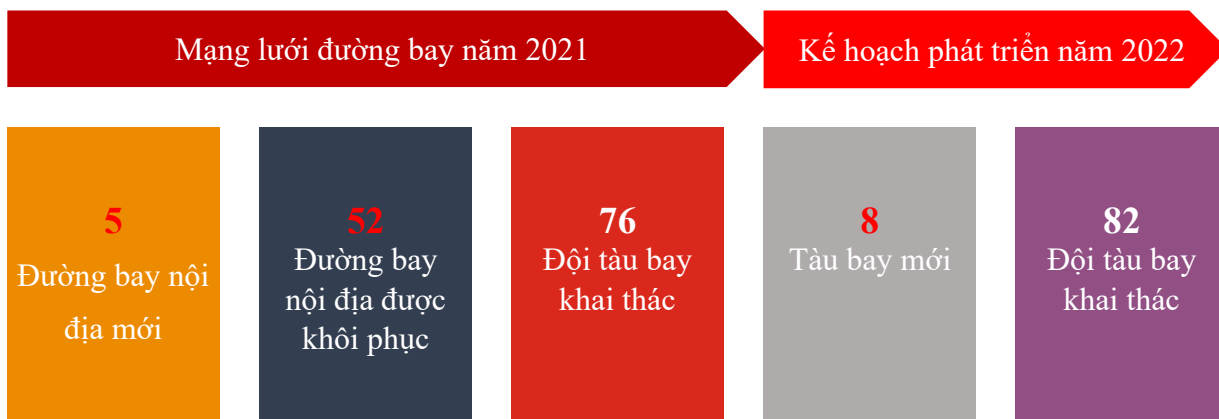 Mạng lưới đường bay năm 2021
Kế hoạch phát triển năm 2022
5
Đường bay nội
địa mới
52
Đường bay
nội địa được
khôi phục
76
Đội tàu bay
khai thác
8
Tàu bay mới
82
Đội tàu bay
khai thác